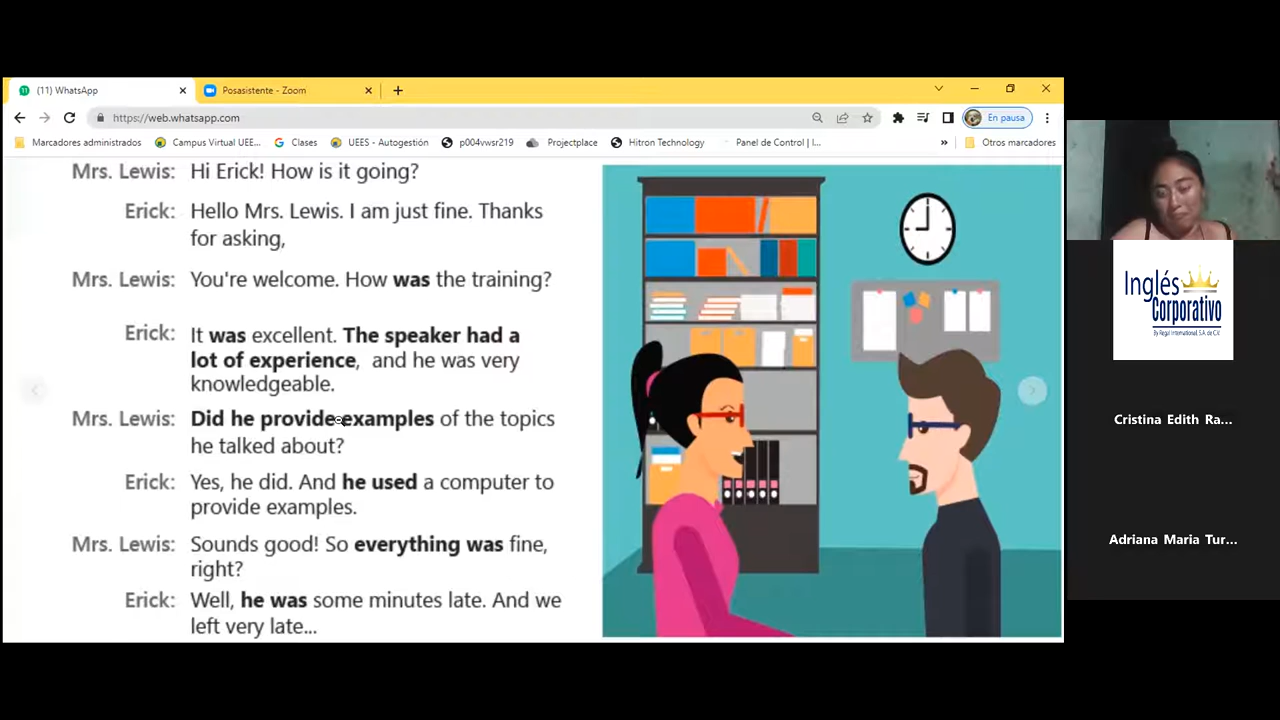 (11) WhatsApp
Posasistente - Zoom
https://web.whatsapp.com
En pausa
Marcadores administrados
Campus Virtual UEE...
Clases
UEES - Autogestión
p004vwsr219
Projectplace
Hitron Technology
Panel de Control | I...
»
Otros marcadores
Mrs. Lewis: Hi Erick! How is it going?
Erick: Hello Mrs. Lewis. I am just fine. Thanks
for asking,
Mrs. Lewis: You're welcome. How was the training?
Erick: It was excellent. The speaker had a
lot of experience, and he was very
knowledgeable.
Mrs. Lewis: Did he provide examples of the topics
he talked about?
Erick: Yes, he did. And he used a computer to
provide examples.
Mrs. Lewis: Sounds good! So everything was fine,
right?
Erick: Well, he was some minutes late. And we
left very late...
Inglés
Corporativo
By Regal International, S.A. de C.V.
Cristina Edith Ra...
Adriana Maria Tur...